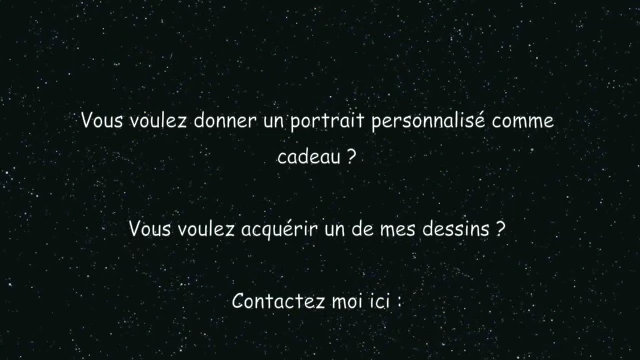 Vous voulez donner un portrait personnalisé comme
cadeau ?
Vous voulez acquérir un de mes dessins ?
Contactez moi ici :